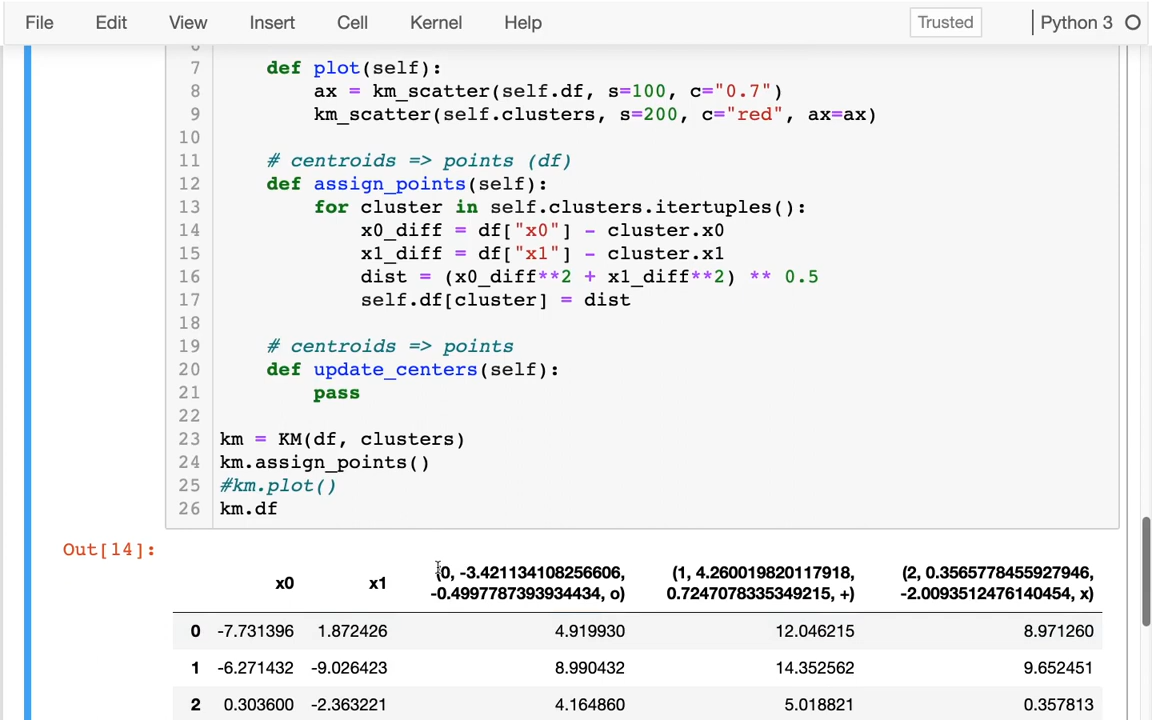 File Edit View Insert Cell Kernel Help Trusted Python 3
7 def plot(self):
8 ax = km_scatter(self.df, s=100, c="0.7")
9 km_scatter(self.clusters, s=200, c="red", ax=ax)
10
11 # centroids => points (df)
12 def assign_points(self):
13 for cluster in self.clusters.itertuples():
14 x0_diff = df["x0"] - cluster.x0
15 x1_diff = df["x1"] - cluster.x1
16 dist = (x0_diff**2 + x1_diff**2) ** 0.5
17 self.df[cluster] = dist
18
19 # centroids => points
20 def update_centers(self):
21 pass
22
23 km = KM(df, clusters)
24 km.assign_points()
25 #km.plot()
26 km.df
Out[14]:
(0, -3.421134108256606, (1, 4.260019820117918, (2, 0.3565778455927946,
x0 x1
-0.4997787393934434, o) 0.7247078335349215, +) -2.0093512476140454, x)
0 -7.731396 1.872426 4.919930 12.046215 8.971260
1 -6.271432 -9.026423 8.990432 14.352562 9.652451
2 0.303600 -2.363221 4.164860 5.018821 0.357813